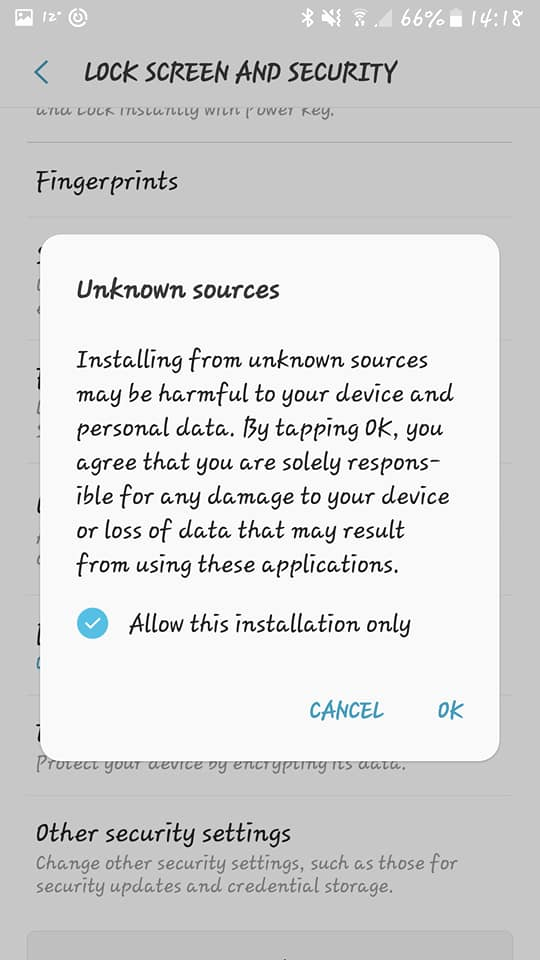 12° 66% 14:18
LOCK SCREEN AND SECURITY
and lock instantly with Power key.
Fingerprints
Unknown sources
Installing from unknown sources
may be harmful to your device and
personal data. By tapping OK, you
agree that you are solely respons-
ible for any damage to your device
or loss of data that may result
from using these applications.
Allow this installation only
CANCEL OK
Protect your device by encrypting its data.
Other security settings
Change other security settings, such as those for
security updates and credential storage.